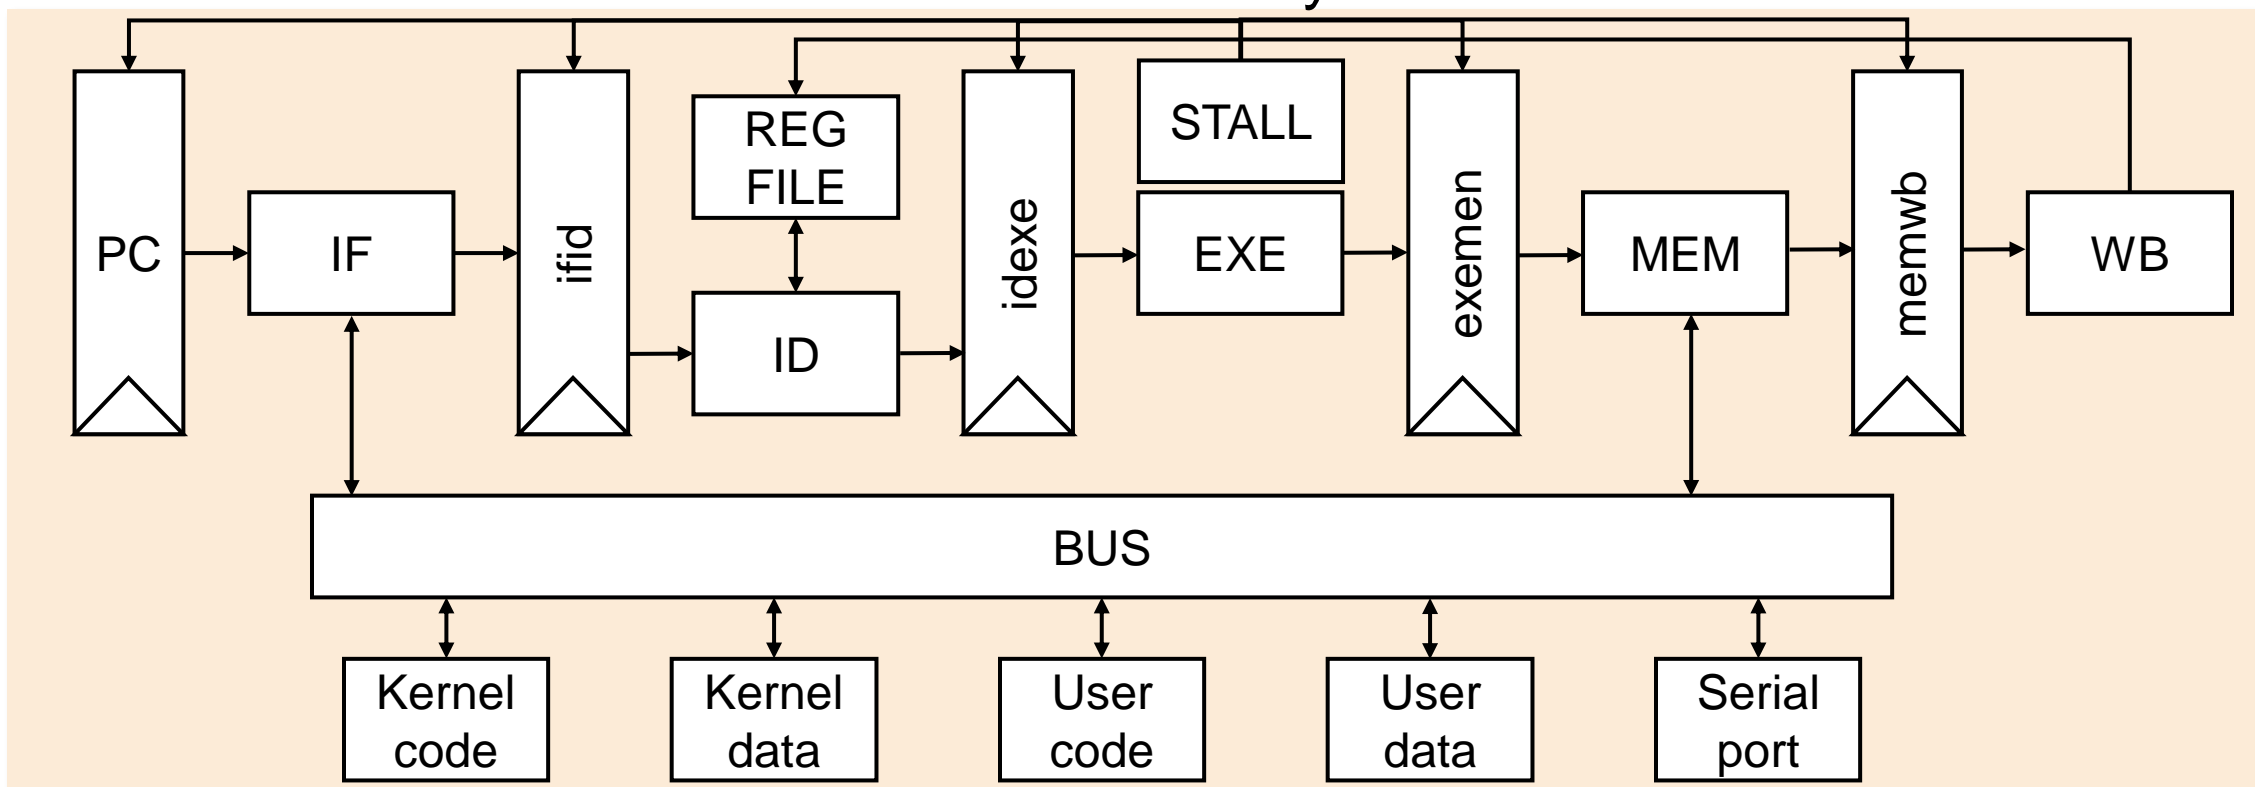 PC
IF
ifid
REG
FILE
ID
idexe
STALL
EXE
exemen
MEM
memwb
WB
BUS
Kernel
code
Kernel
data
User
code
User
data
Serial
port